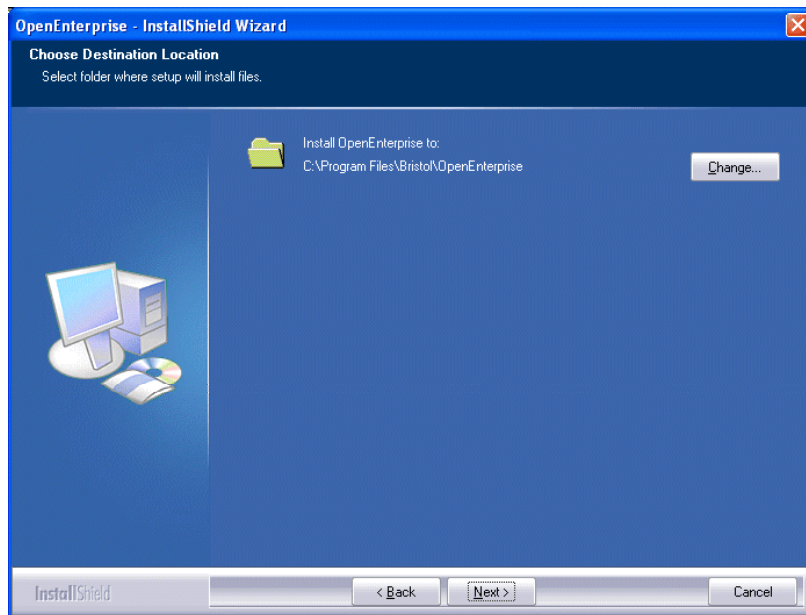 OpenEnterprise - InstallShield Wizard
Choose Destination Location
Select folder where setup will install files.
Install OpenEnterprise to:
C:\Program Files\Bristol\OpenEnterprise
Change...
InstallShield
< Back
Next >
Cancel